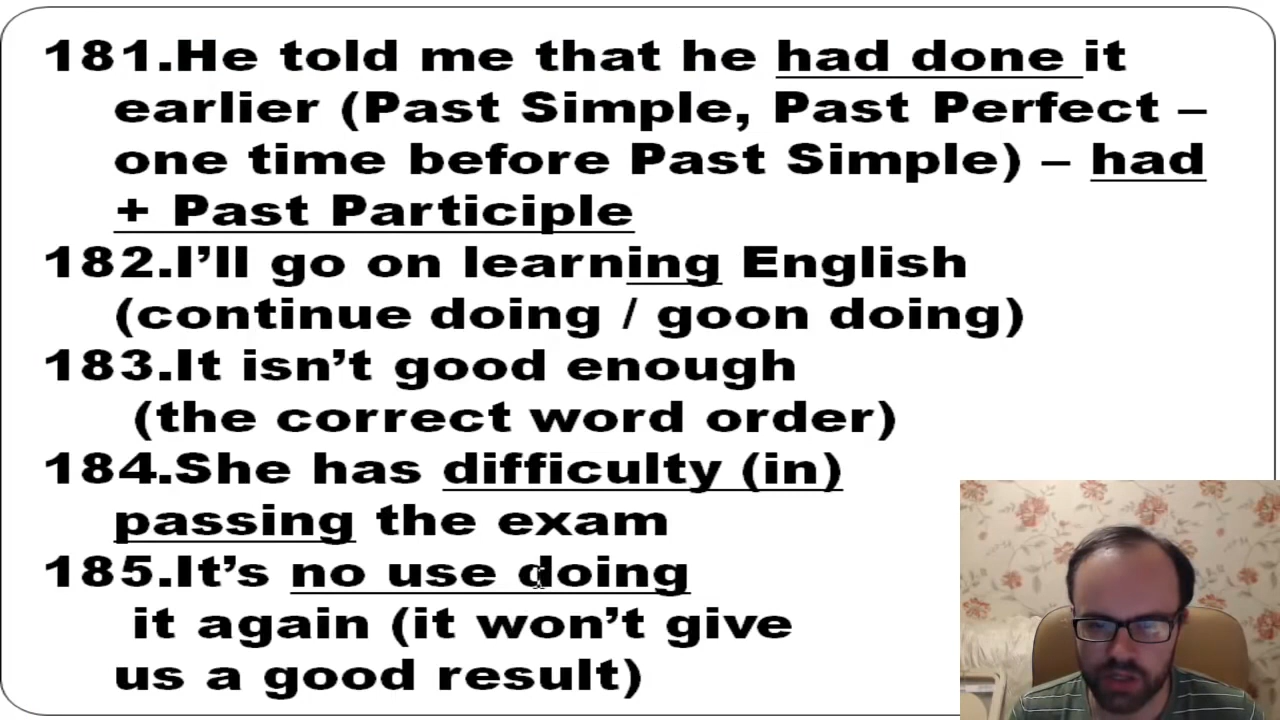 181.He told me that he had done it
earlier (Past Simple, Past Perfect –
one time before Past Simple) – had
+ Past Participle
182.I’ll go on learning English
(continue doing / goon doing)
183.It isn’t good enough
(the correct word order)
184.She has difficulty (in)
passing the exam
185.It’s no use doing
it again (it won’t give
us a good result)